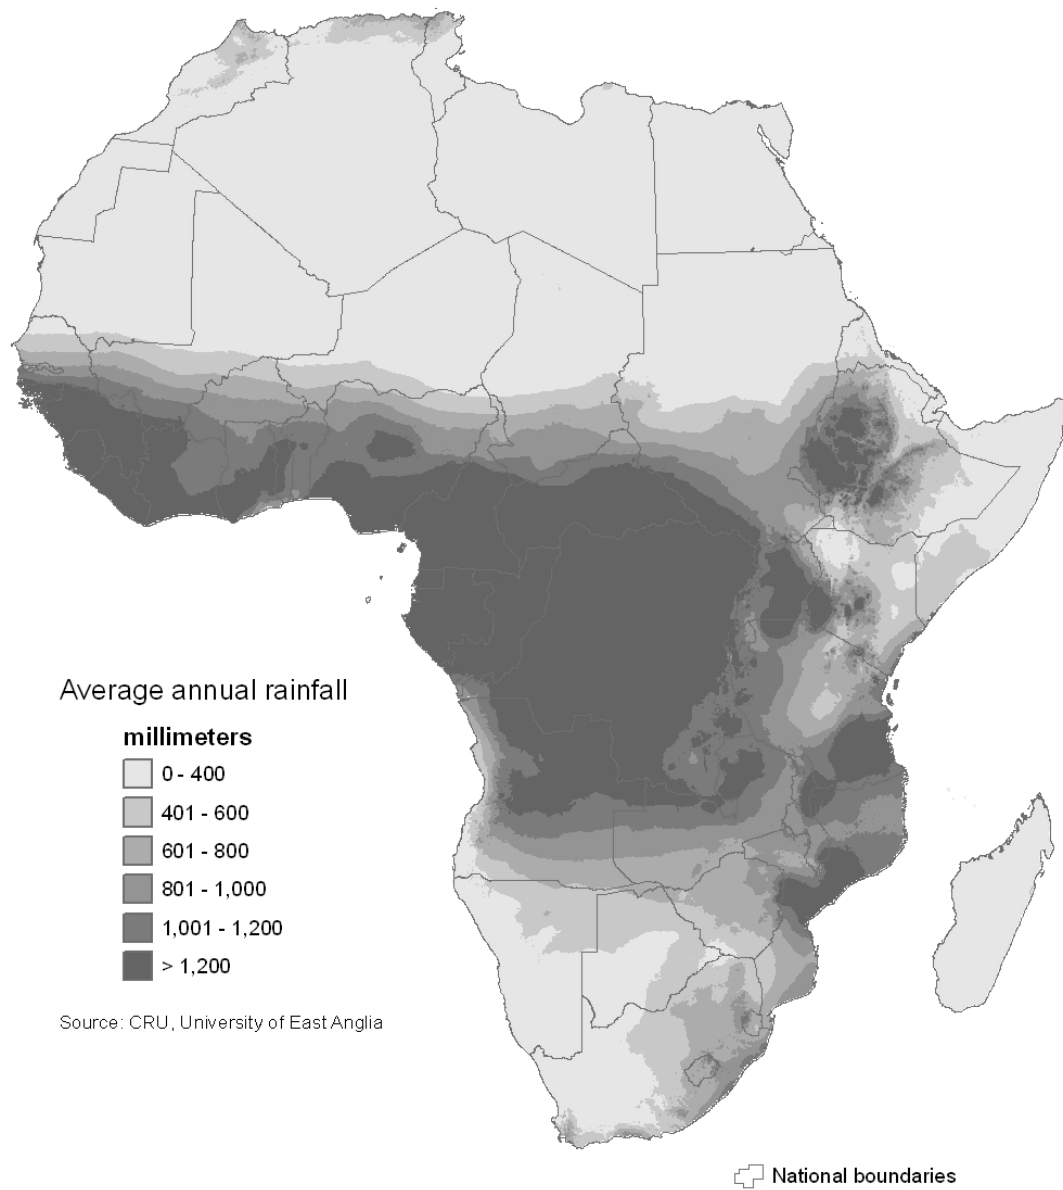 Average annual rainfall
millimeters
0 - 400
401 - 600
601 - 800
801 - 1,000
1,001 - 1,200
> 1,200
Source: CRU, University of East Anglia
National boundaries